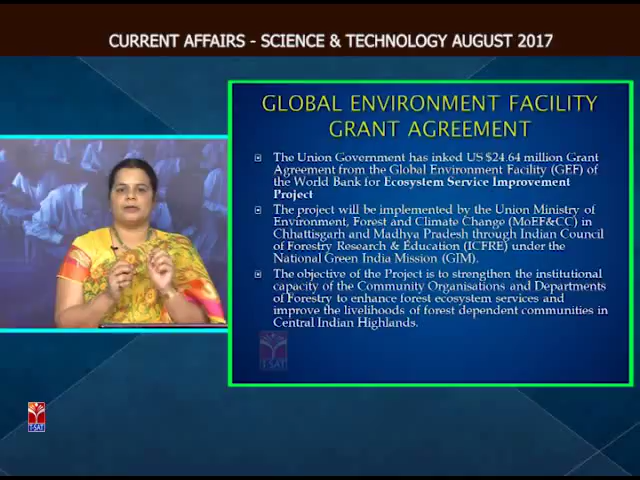 CURRENT AFFAIRS - SCIENCE & TECHNOLOGY AUGUST 2017
GLOBAL ENVIRONMENT FACILITY
GRANT AGREEMENT
The Union Government has inked US $24.64 million Grant
Agreement from the Global Environment Facility (GEF) of
the World Bank for Ecosystem Service Improvement
Project
The project will be implemented by the Union Ministry of
Environment, Forest and Climate Change (MoEF&CC) in
Chhattisgarh and Madhya Pradesh through Indian Council
of Forestry Research & Education (ICFRE) under the
National Green India Mission (GIM).
The objective of the Project is to strengthen the institutional
capacity of the Community Organisations and Departments
of Forestry to enhance forest ecosystem services and
improve the livelihoods of forest dependent communities in
Central Indian Highlands.
T-SAT
T-SAT